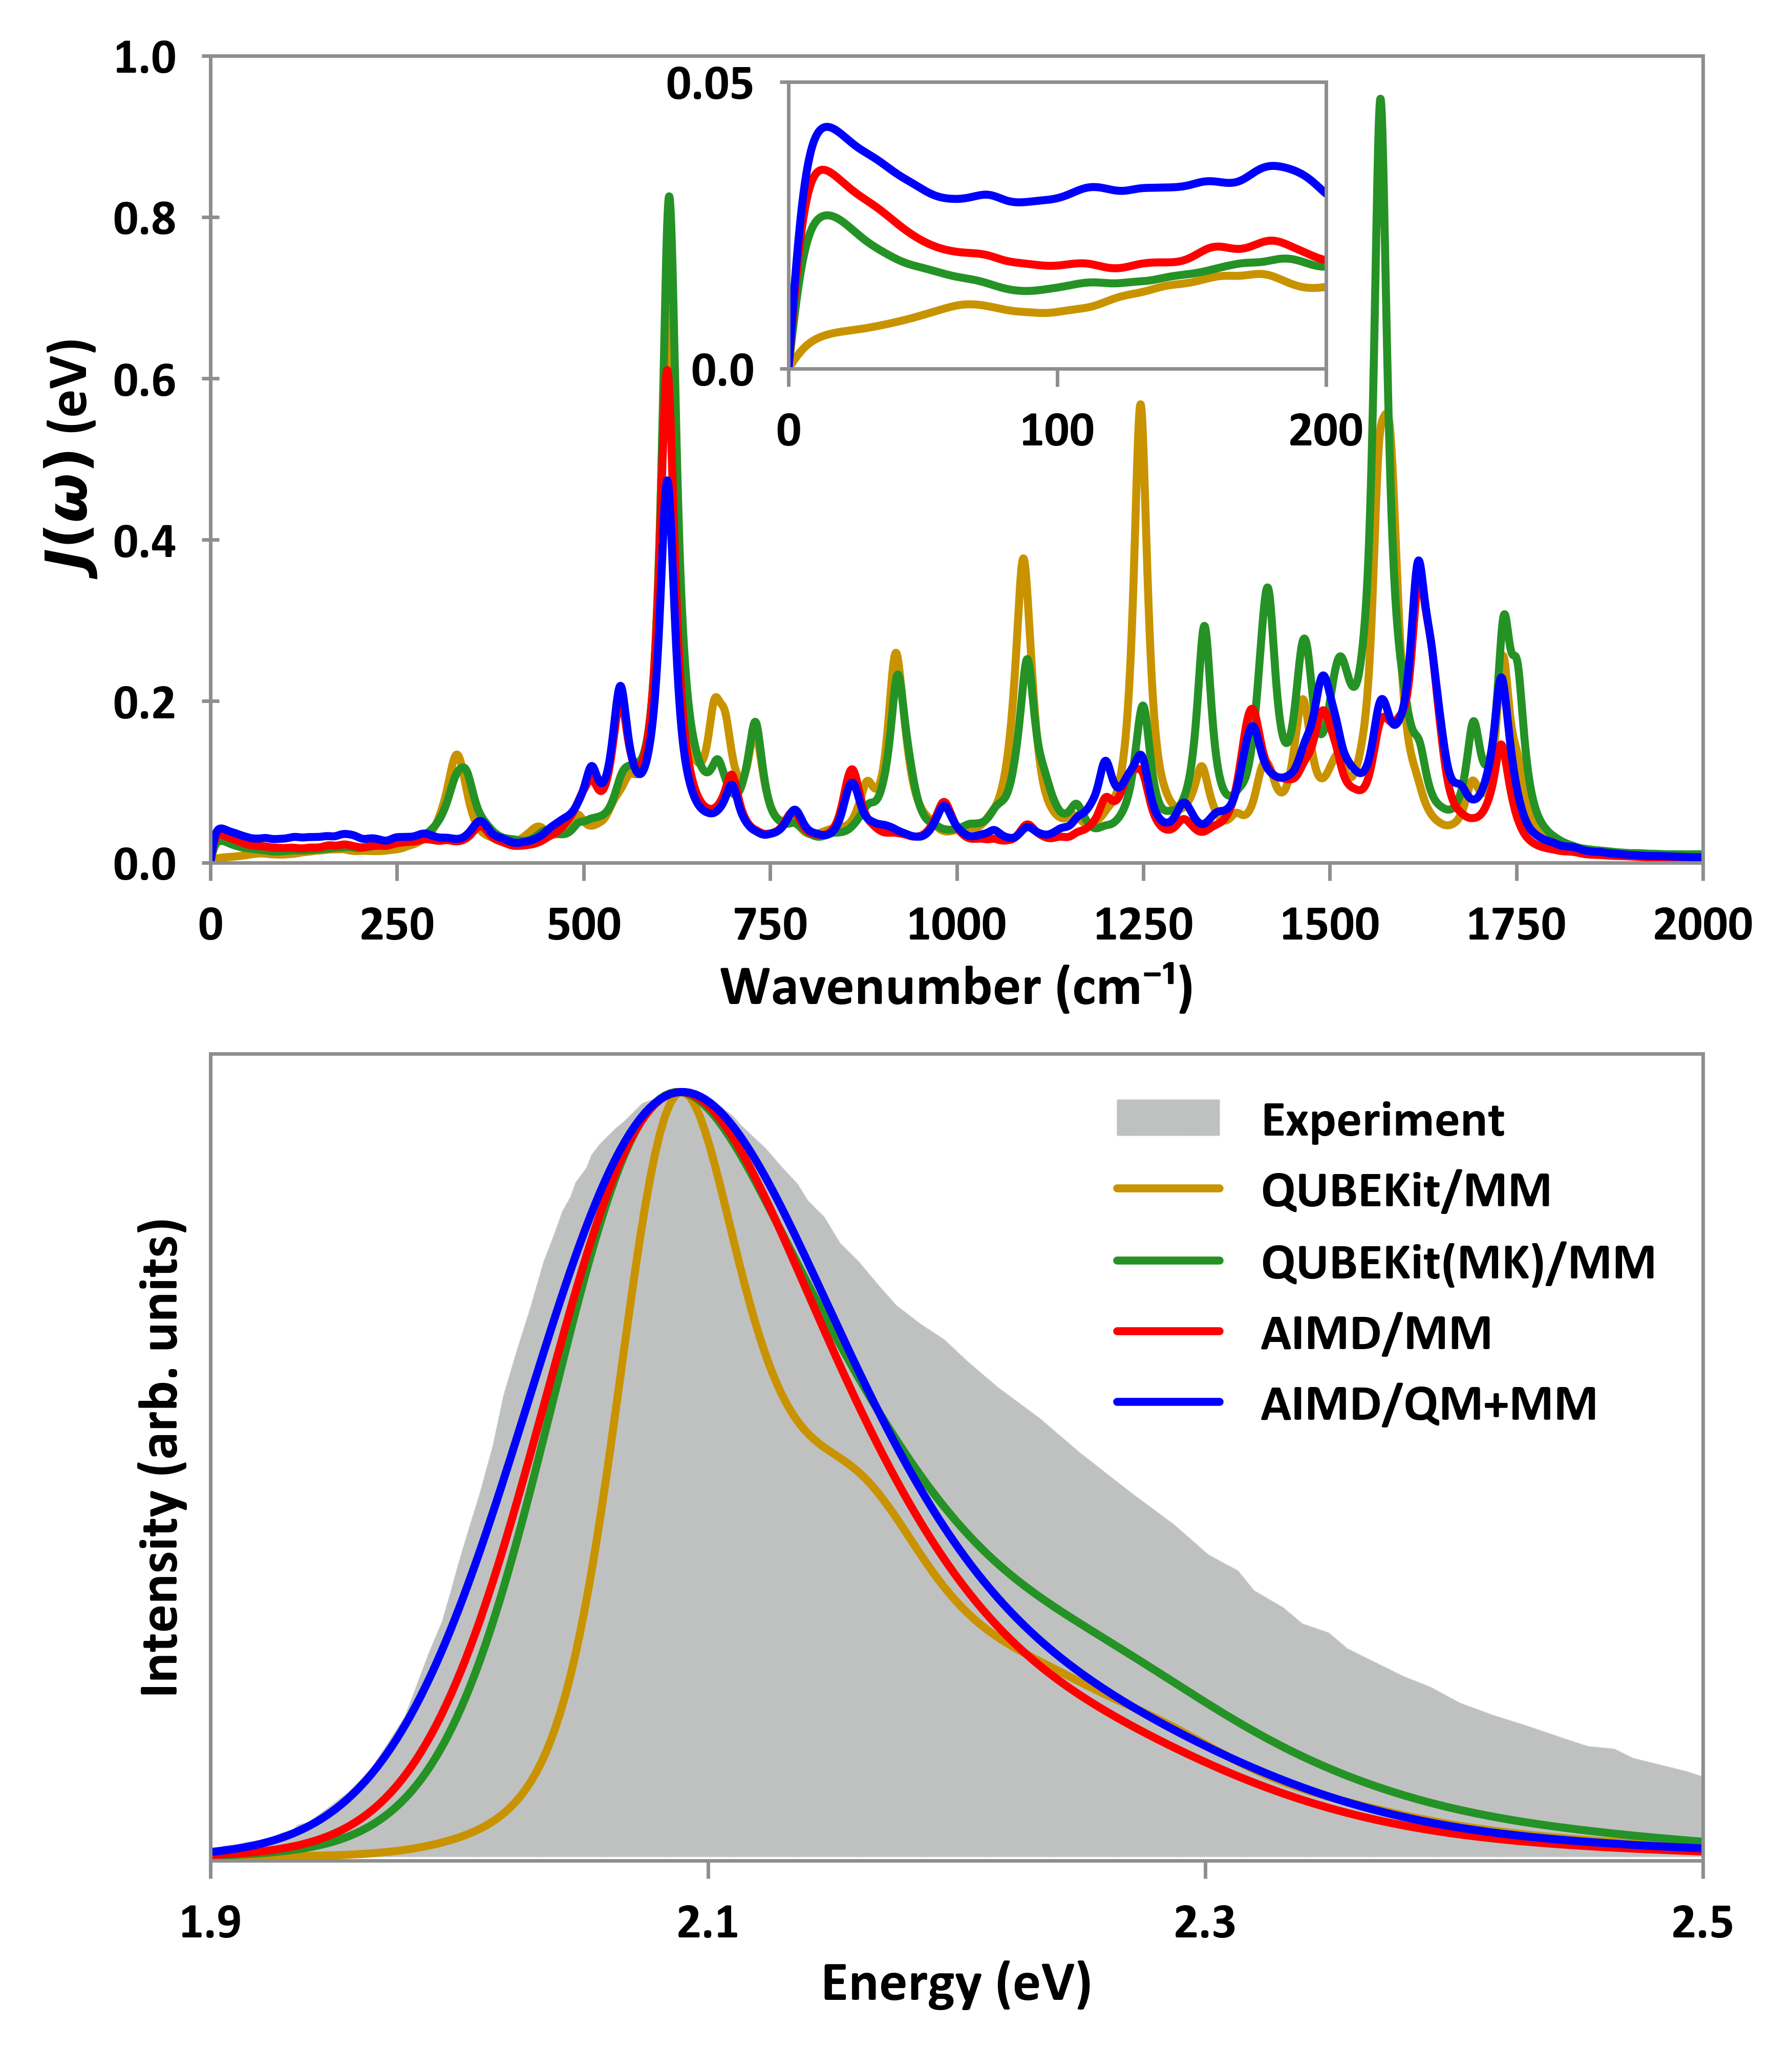 1.0
0.8
0.6
0.4
0.2
0.0
J(ω) (eV)
0.05
0.0
0 100 200
0 250 500 750 1000 1250 1500 1750 2000
Wavenumber (cm⁻¹)
Intensity (arb. units)
Experiment
QUBEKit/MM
QUBEKit(MK)/MM
AIMD/MM
AIMD/QM+MM
1.9 2.1 2.3 2.5
Energy (eV)